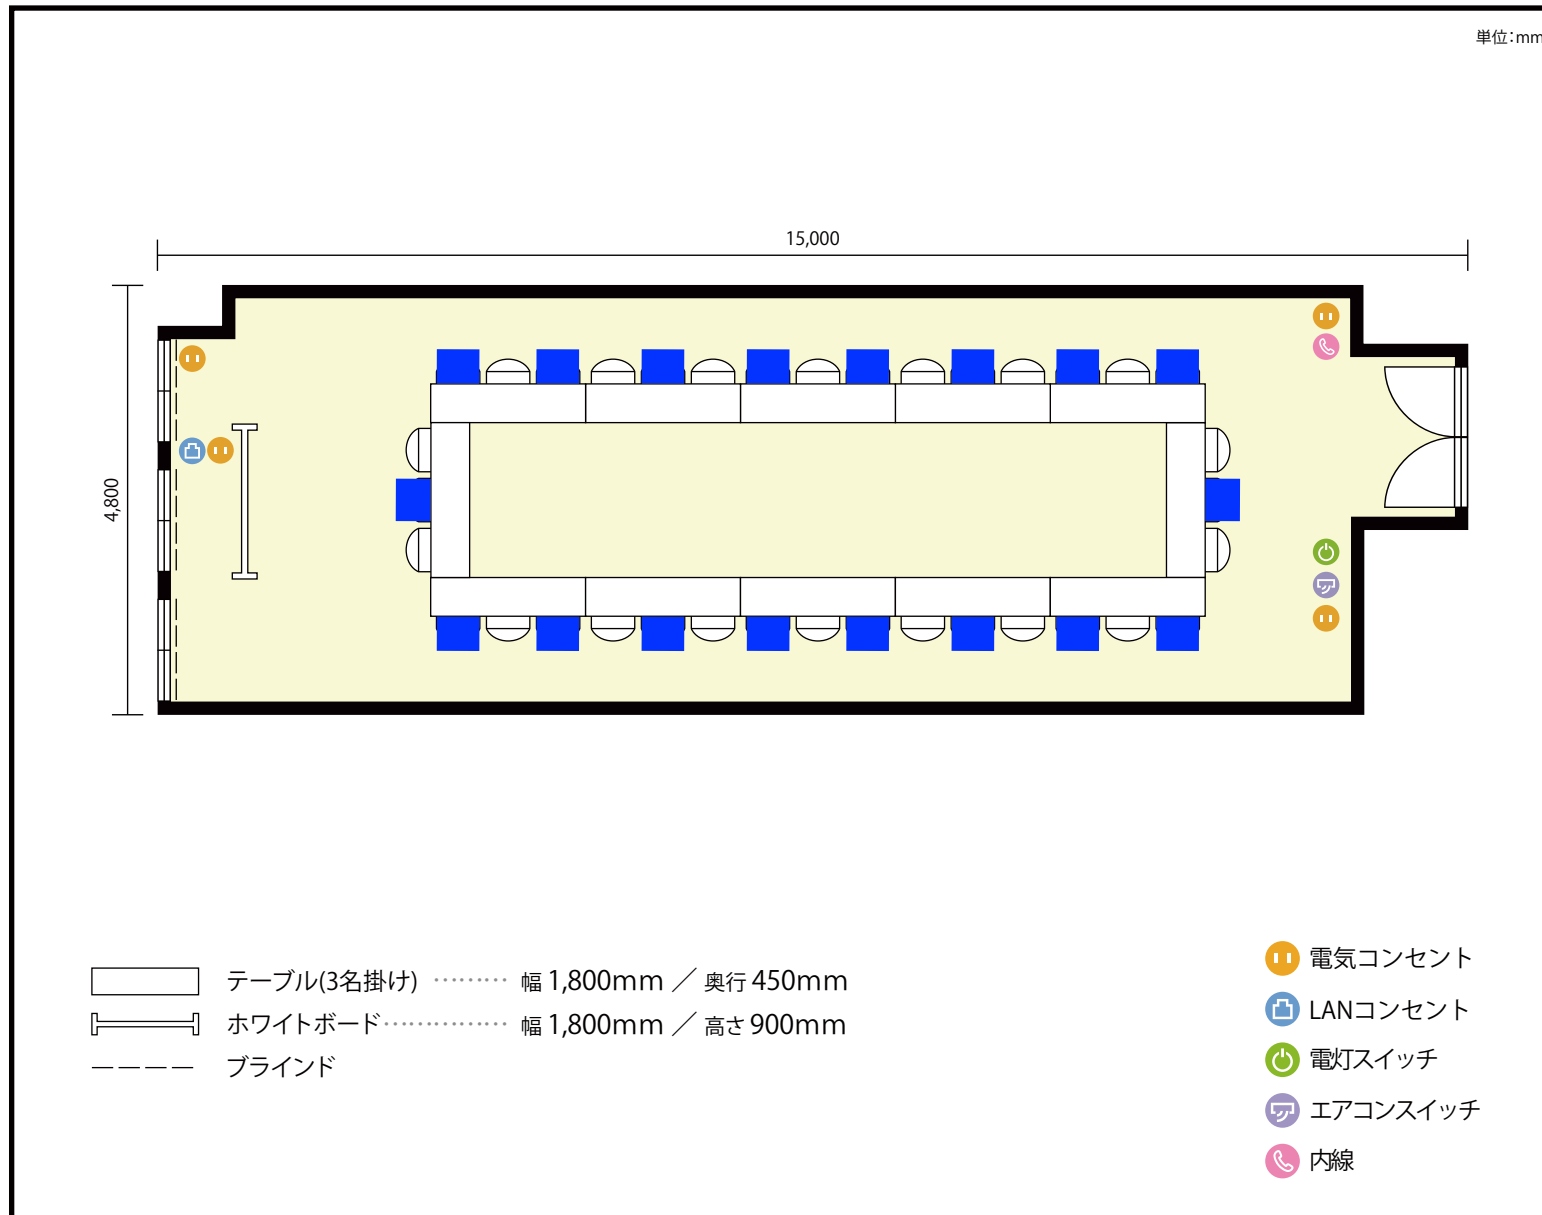 単位：mm
15,000
4,800
テーブル(3名掛け) ‥‥‥‥‥ 幅 1,800mm ／ 奥行 450mm
ホワイトボード‥‥‥‥‥‥‥ 幅 1,800mm ／ 高さ 900mm
ブラインド
電気コンセント
LANコンセント
電灯スイッチ
エアコンスイッチ
内線